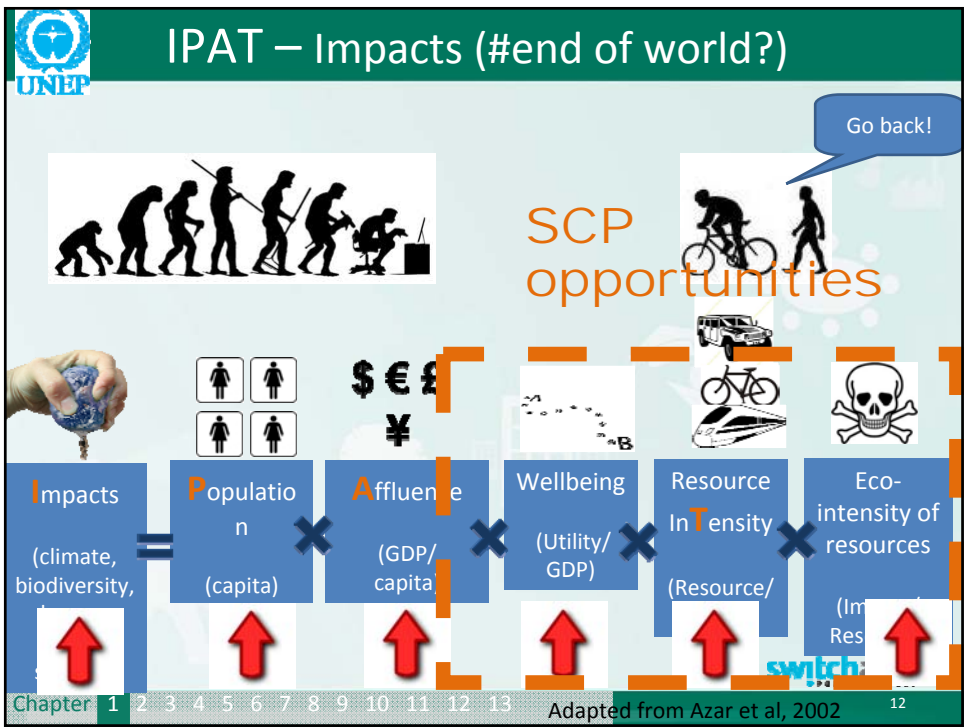 UNEP
IPAT – Impacts (#end of world?)
Go back!
SCP
opportunities
$ € £
¥
B
Impacts
(climate,
biodiversity,
=
Populatio
n
(capita)
×
Affluence
(GDP/
capita)
×
Wellbeing
(Utility/
GDP)
×
Resource
InTensity
(Resource/
×
Eco-
intensity of
resources
switch
Chapter 1 2 3 4 5 6 7 8 9 10 11 12 13
Adapted from Azar et al, 2002
12